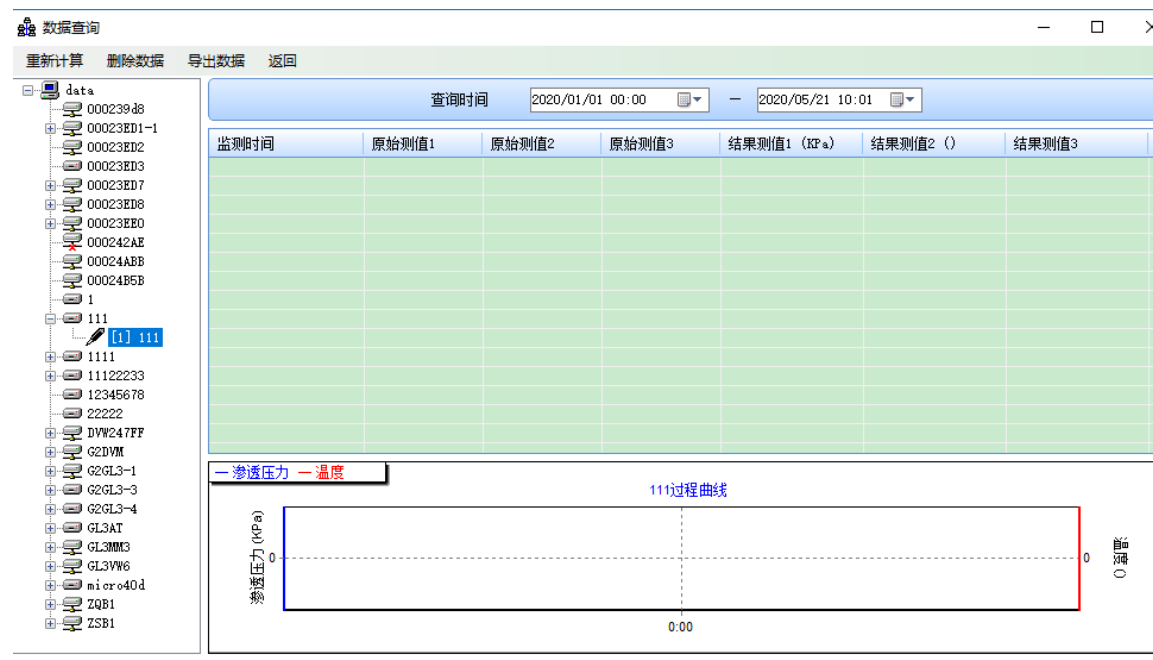 数据查询
重新计算 删除数据 导出数据 返回
data
000239d8
00023ED1-1
00023ED2
00023ED3
00023ED7
00023ED8
00023EE0
000242AE
00024ABB
00024B5B
1
111
[1] 111
1111
11122233
12345678
22222
DVW247FF
G2DVM
G2GL3-1
G2GL3-3
G2GL3-4
GL3AT
GL3MM3
GL3VW6
micro40d
ZQB1
ZSB1
查询时间 2020/01/01 00:00 — 2020/05/21 10:01
监测时间 原始测值1 原始测值2 原始测值3 结果测值1 (KPa) 结果测值2 () 结果测值3
渗透压力 温度
111过程曲线
渗透压力(KPa)
0
0
温度()
0:00